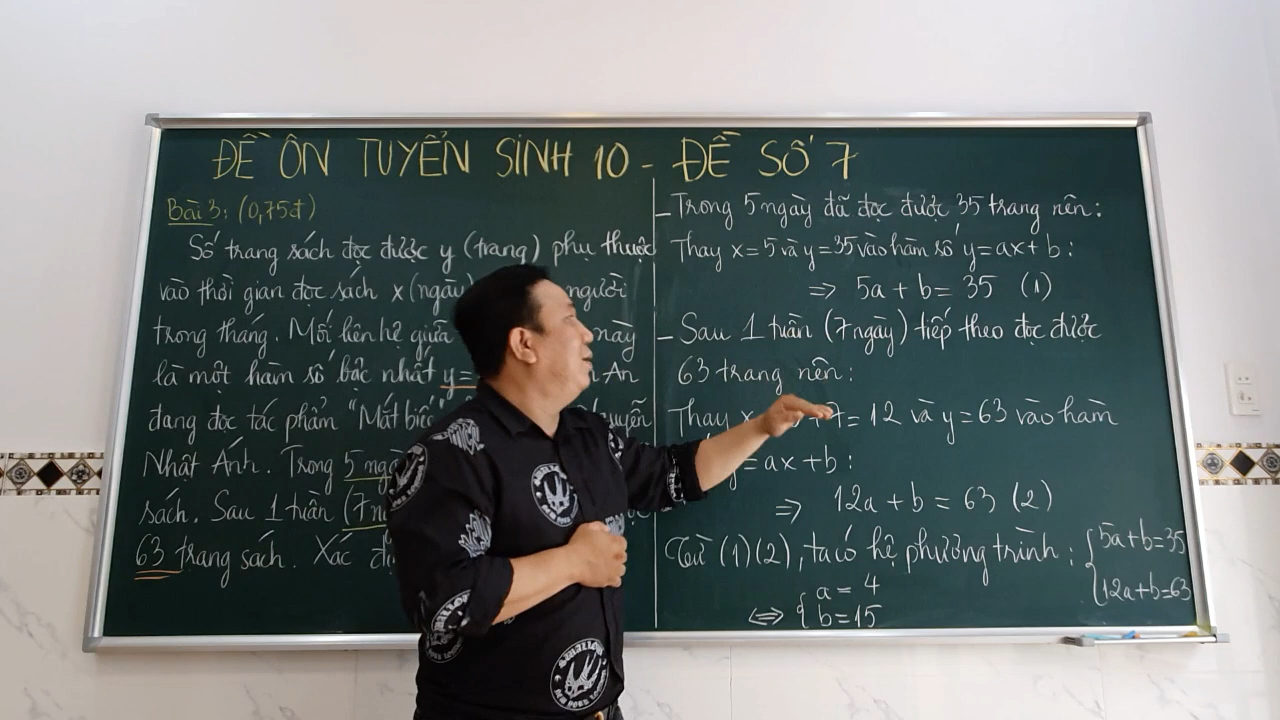 ĐỀ ÔN TUYỂN SINH 10 - ĐỀ SỐ 7
Bài 3: (0,75đ)
Số trang sách đọc được y (trang) phụ thuộc
vào thời gian đọc sách x (ngày) người
trong tháng. Mối liên hệ giữa này
là một hàm số bậc nhất y= An
đang đọc tác phẩm "Mắt biếc
Nhật Ánh. Trong 5
sách. Sau 1 tuần (7
63 trang sách. Xác
- Trong 5 ngày đã đọc được 35 trang nên:
Thay x=5 và y=35 vào hàm số y=ax+b:
⇒ 5a + b = 35 (1)
- Sau 1 tuần (7 ngày) tiếp theo đọc được
63 trang nên:
Thay 7 = 12 và y = 63 vào hàm
=ax+b:
⇒ 12a + b = 63 (2)
Từ (1)(2), ta có hệ phương trình: { 5a+b=35
12a+b=63
⇔ { a = 4
b = 15